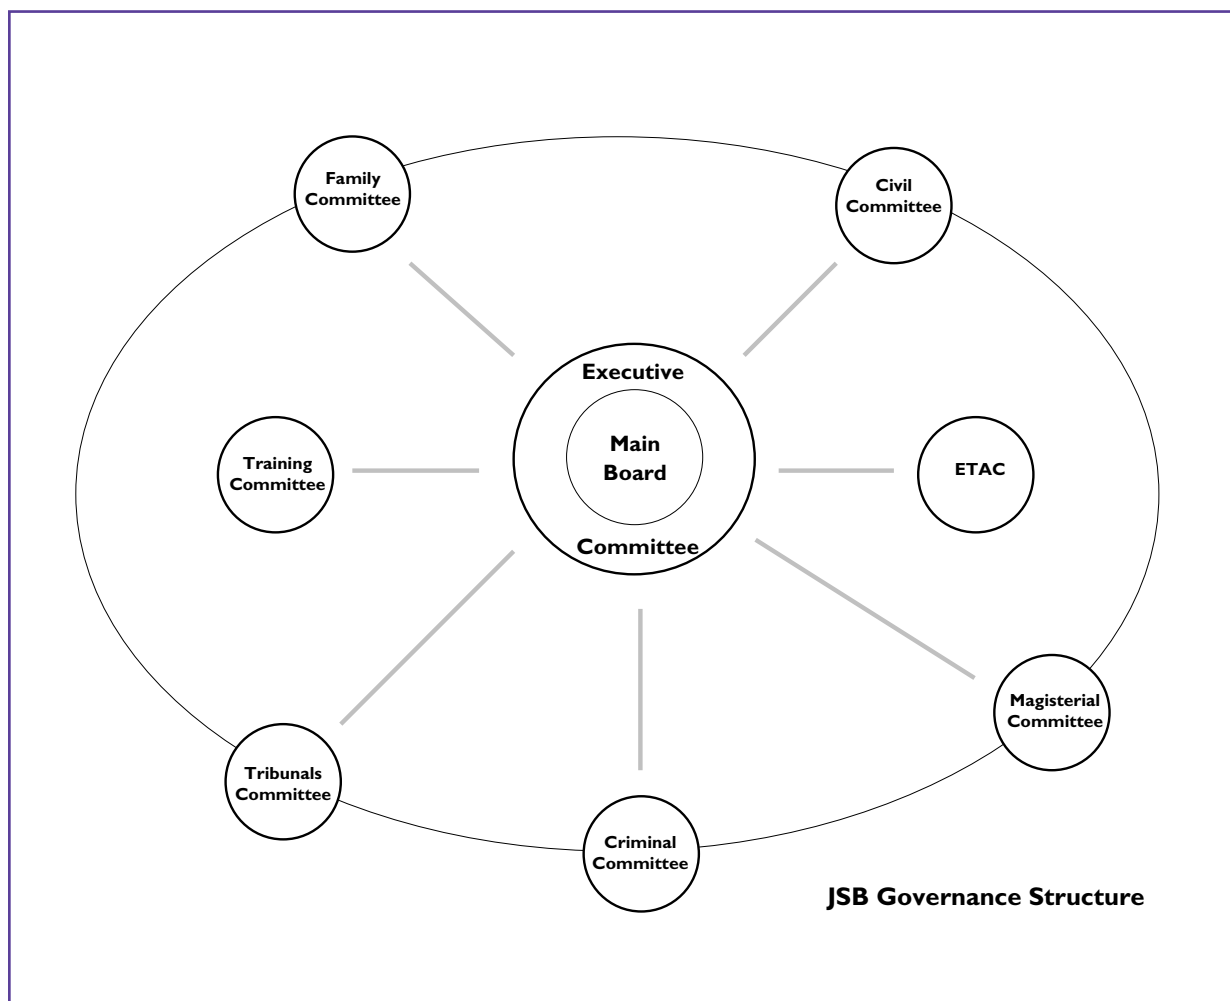 Family
Committee
Civil
Committee
Executive
Main
Board
Committee
Training
Committee
ETAC
Magisterial
Committee
Tribunals
Committee
Criminal
Committee
JSB Governance Structure